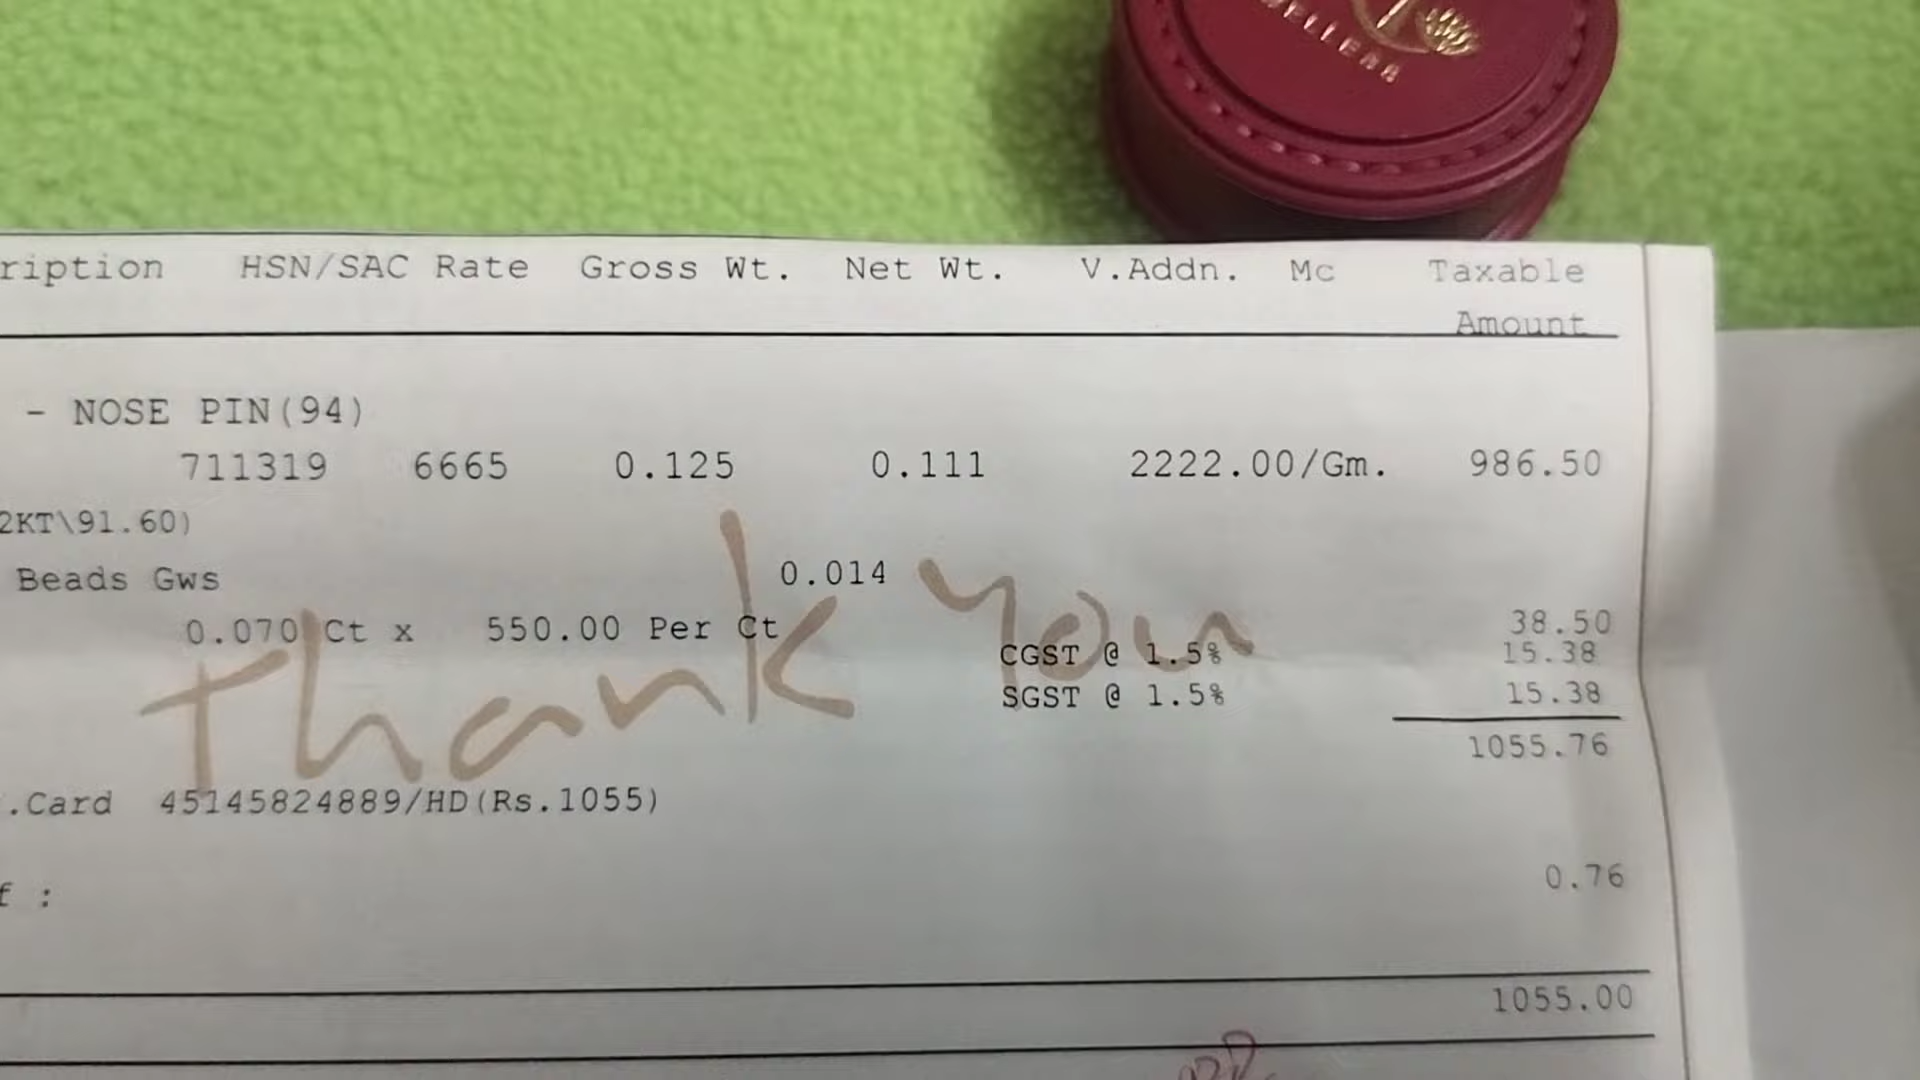 ription HSN/SAC Rate Gross Wt. Net Wt. V.Addn. Mc Taxable
Amount
- NOSE PIN(94)
711319 6665 0.125 0.111 2222.00/Gm. 986.50
2KT\91.60)
Beads Gws 0.014
0.070 Ct x 550.00 Per Ct 38.50
CGST @ 1.5% 15.38
SGST @ 1.5% 15.38
Thank You
1055.76
.Card 45145824889/HD(Rs.1055)
f : 0.76
1055.00